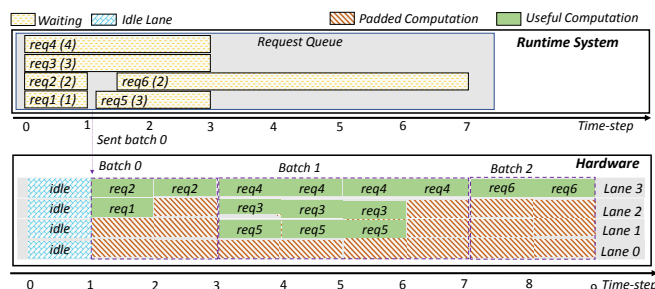 Waiting Idle Lane Padded Computation Useful Computation
req4 (4) Request Queue Runtime System
req3 (3)
req2 (2) req6 (2)
req1 (1) req5 (3)
0 1 2 3 4 5 6 7 Time-step
Sent batch 0
Hardware
Batch 0 Batch 1 Batch 2
idle req2 req2 req4 req4 req4 req4 req6 req6 Lane 3
idle req1 req3 req3 req3 Lane 2
idle req5 req5 req5 Lane 1
idle Lane 0
0 1 2 3 4 5 6 7 8 9 Time-step